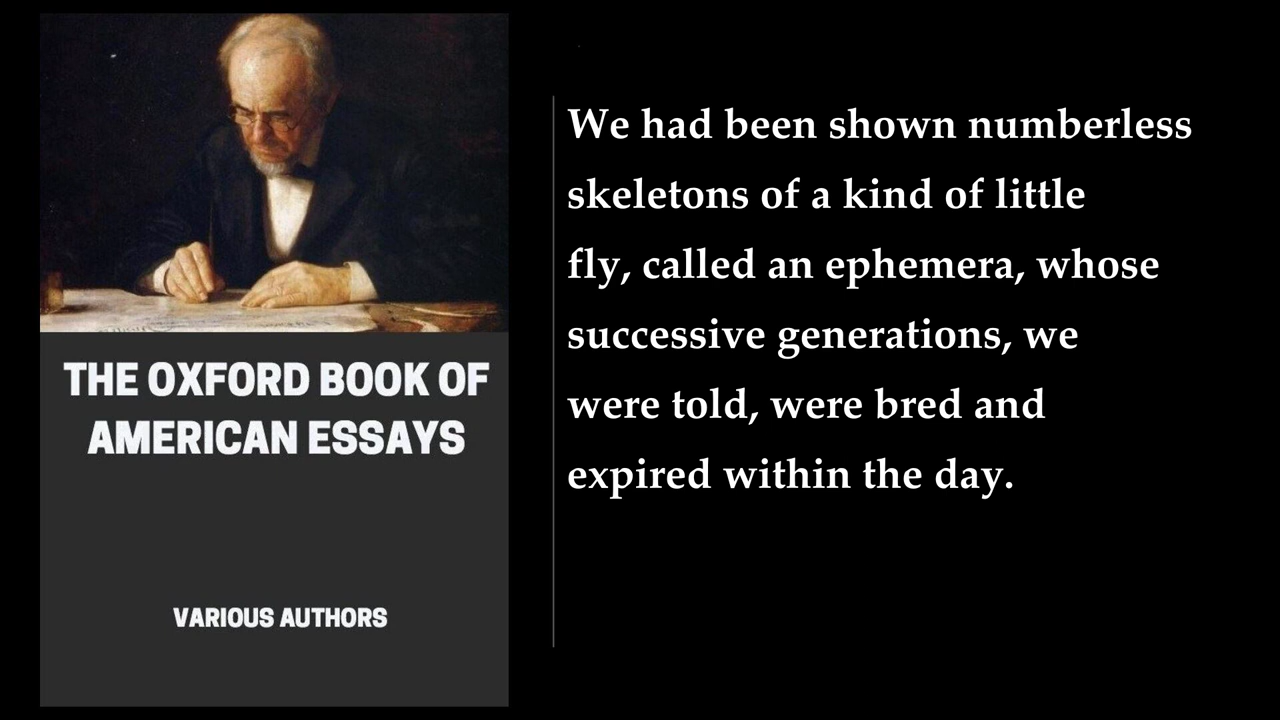 THE OXFORD BOOK OF
AMERICAN ESSAYS
VARIOUS AUTHORS
We had been shown numberless
skeletons of a kind of little
fly, called an ephemera, whose
successive generations, we
were told, were bred and
expired within the day.